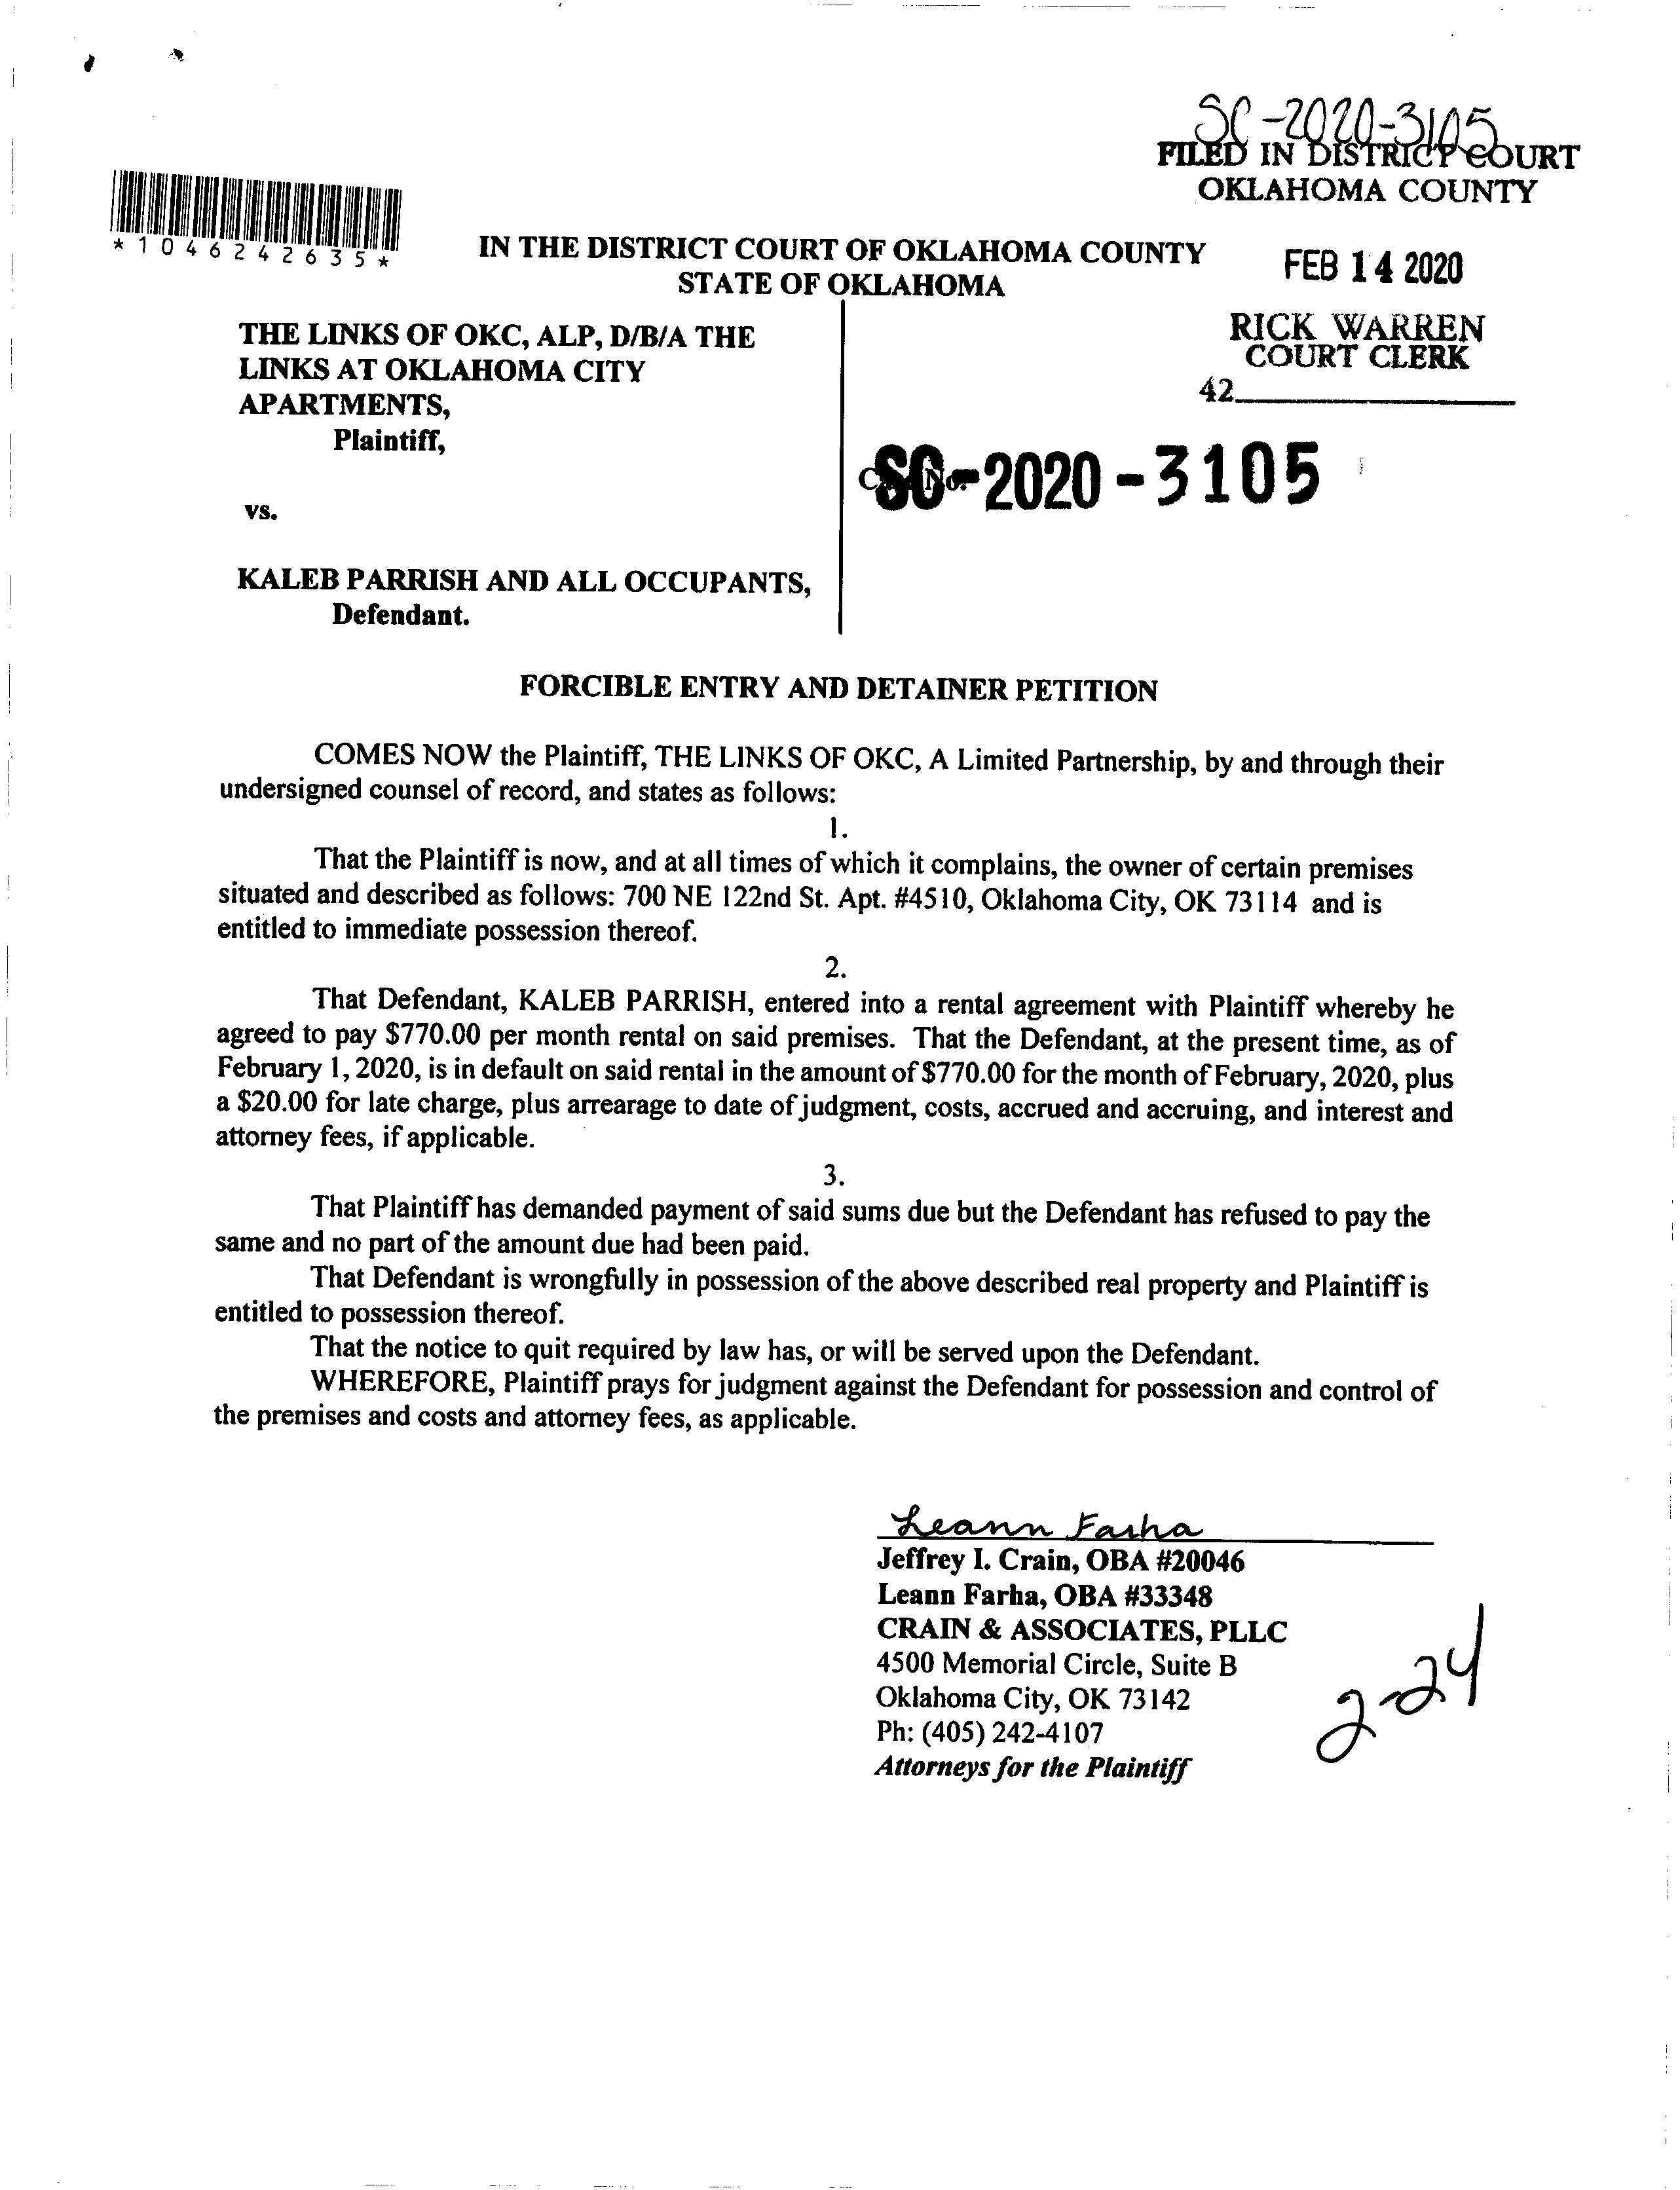 SC-2020-3105
FILED IN DISTRICT COURT
OKLAHOMA COUNTY
*1046242635*
IN THE DISTRICT COURT OF OKLAHOMA COUNTY
STATE OF OKLAHOMA
FEB 14 2020
RICK WARREN
COURT CLERK
42
THE LINKS OF OKC, ALP, D/B/A THE
LINKS AT OKLAHOMA CITY
APARTMENTS,
Plaintiff,
SC-2020-3105
vs.
KALEB PARRISH AND ALL OCCUPANTS,
Defendant.
FORCIBLE ENTRY AND DETAINER PETITION
COMES NOW the Plaintiff, THE LINKS OF OKC, A Limited Partnership, by and through their
undersigned counsel of record, and states as follows:
1.
That the Plaintiff is now, and at all times of which it complains, the owner of certain premises
situated and described as follows: 700 NE 122nd St. Apt. #4510, Oklahoma City, OK 73114 and is
entitled to immediate possession thereof.
2.
That Defendant, KALEB PARRISH, entered into a rental agreement with Plaintiff whereby he
agreed to pay $770.00 per month rental on said premises. That the Defendant, at the present time, as of
February 1, 2020, is in default on said rental in the amount of $770.00 for the month of February, 2020, plus
a $20.00 for late charge, plus arrearage to date of judgment, costs, accrued and accruing, and interest and
attorney fees, if applicable.
3.
That Plaintiff has demanded payment of said sums due but the Defendant has refused to pay the
same and no part of the amount due had been paid.
That Defendant is wrongfully in possession of the above described real property and Plaintiff is
entitled to possession thereof.
That the notice to quit required by law has, or will be served upon the Defendant.
WHEREFORE, Plaintiff prays for judgment against the Defendant for possession and control of
the premises and costs and attorney fees, as applicable.
Leann Farha
Jeffrey I. Crain, OBA #20046
Leann Farha, OBA #33348
CRAIN & ASSOCIATES, PLLC
4500 Memorial Circle, Suite B
Oklahoma City, OK 73142
Ph: (405) 242-4107
Attorneys for the Plaintiff
2-24